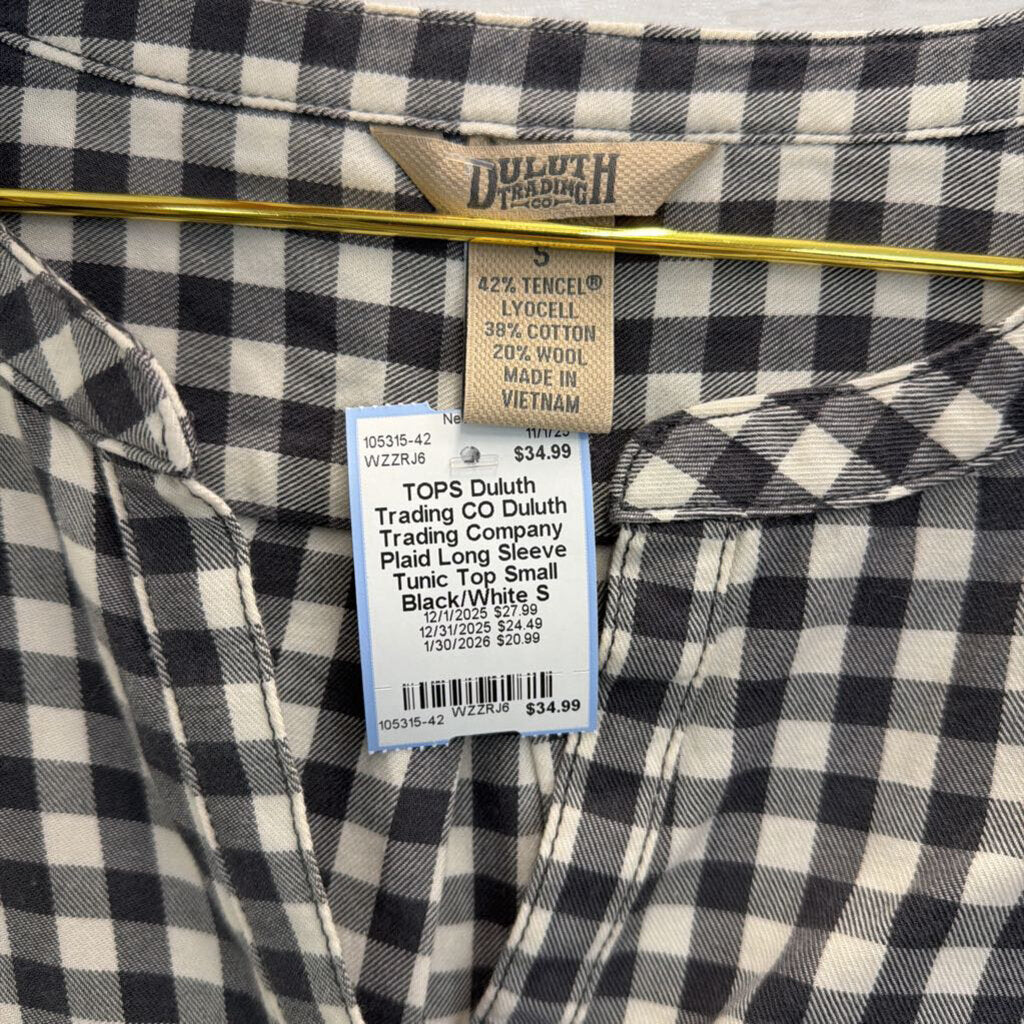 DULUTH
TRADING
CO
S
42% TENCEL®
LYOCELL
38% COTTON
20% WOOL
MADE IN
VIETNAM
105315-42
WZZRJ6
$34.99
TOPS Duluth
Trading CO Duluth
Trading Company
Plaid Long Sleeve
Tunic Top Small
Black/White S
12/1/2025 $27.99
12/31/2025 $24.49
1/30/2026 $20.99
105315-42 WZZRJ6 $34.99